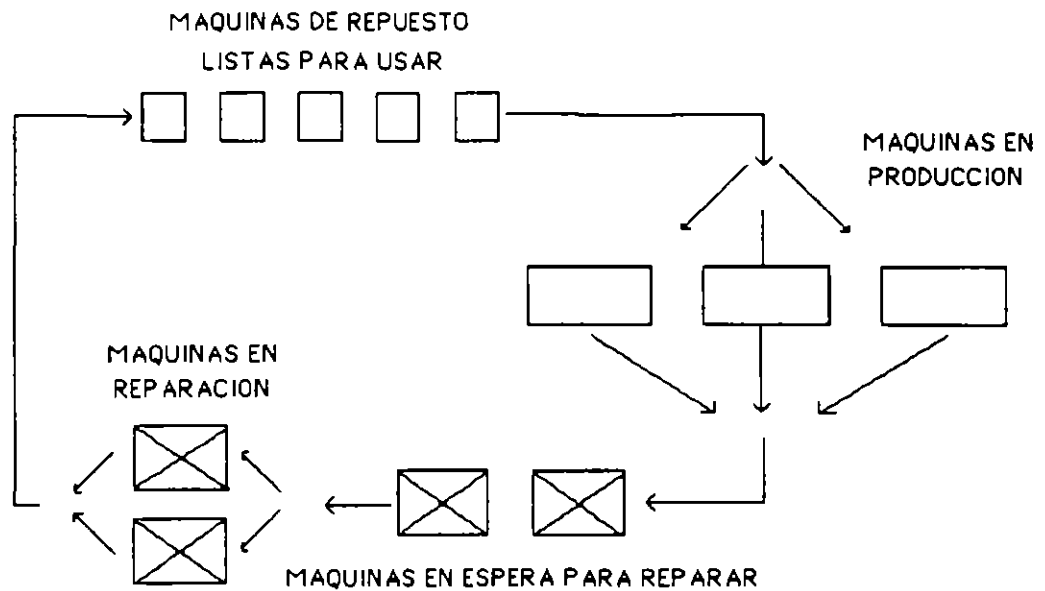 MAQUINAS DE REPUESTO
LISTAS PARA USAR
MAQUINAS EN
PRODUCCION
MAQUINAS EN
REPARACION
MAQUINAS EN ESPERA PARA REPARAR